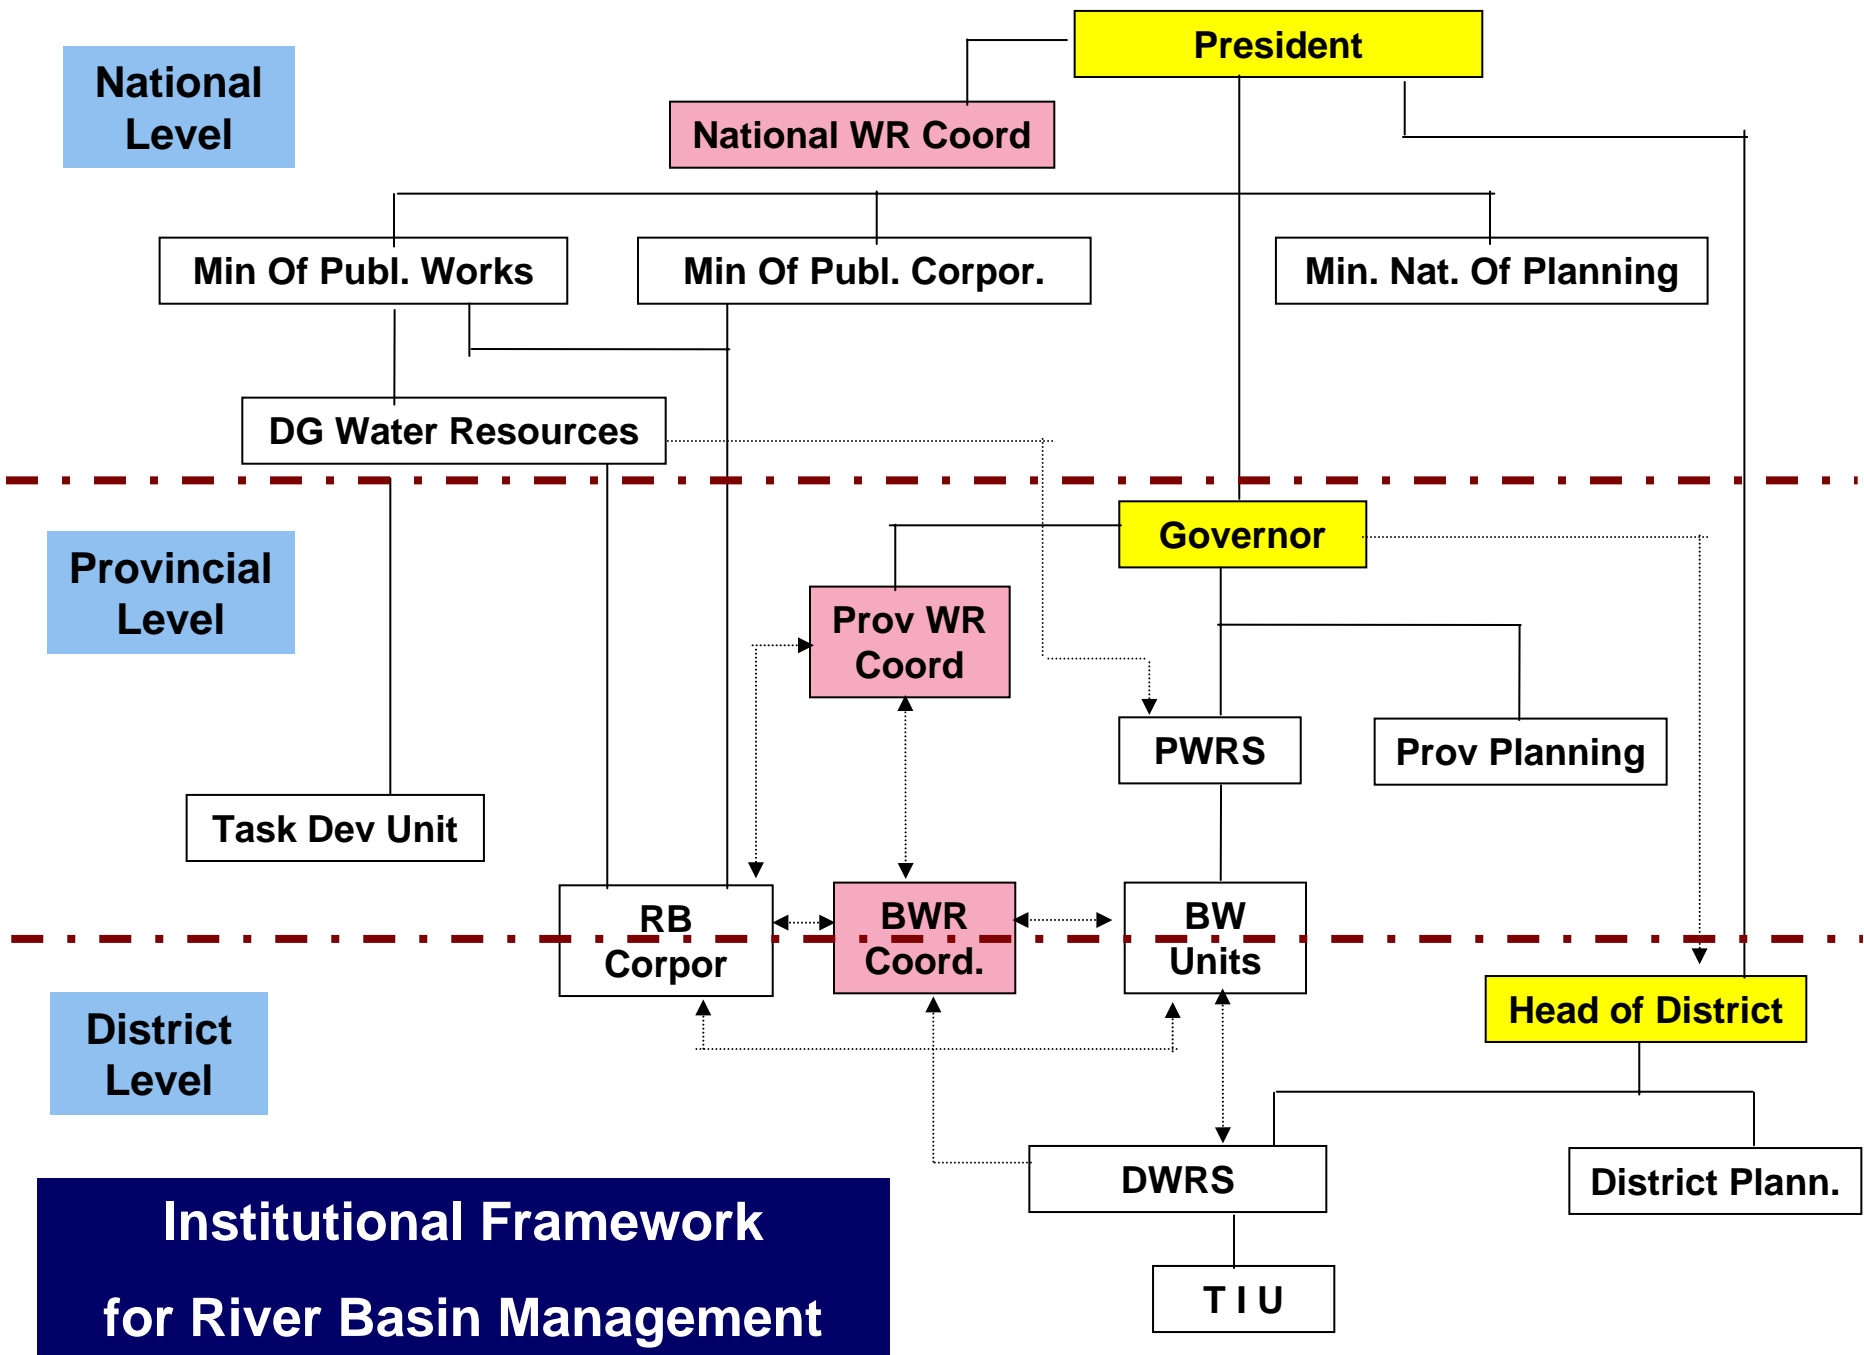 President
National
Level
National WR Coord
Min Of Publ. Works
Min Of Publ. Corpor.
Min. Nat. Of Planning
DG Water Resources
Provincial
Level
Governor
Prov WR
Coord
PWRS
Prov Planning
Task Dev Unit
RB
Corpor
BWR
Coord.
BW
Units
District
Level
Head of District
DWRS
District Plann.
T I U
Institutional Framework
for River Basin Management